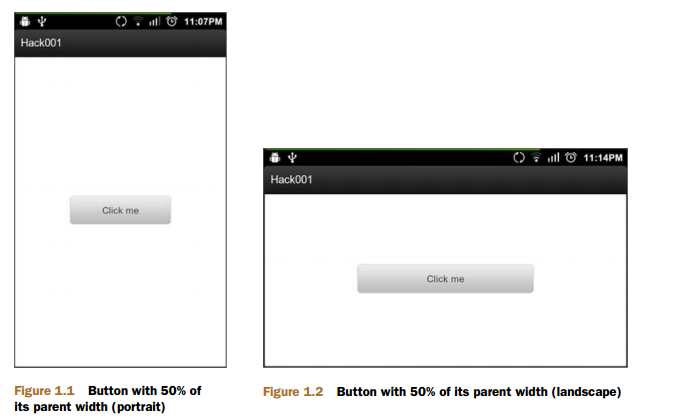 11:07PM
Hack001
Click me
Figure 1.1 Button with 50% of
its parent width (portrait)
11:14PM
Hack001
Click me
Figure 1.2 Button with 50% of its parent width (landscape)